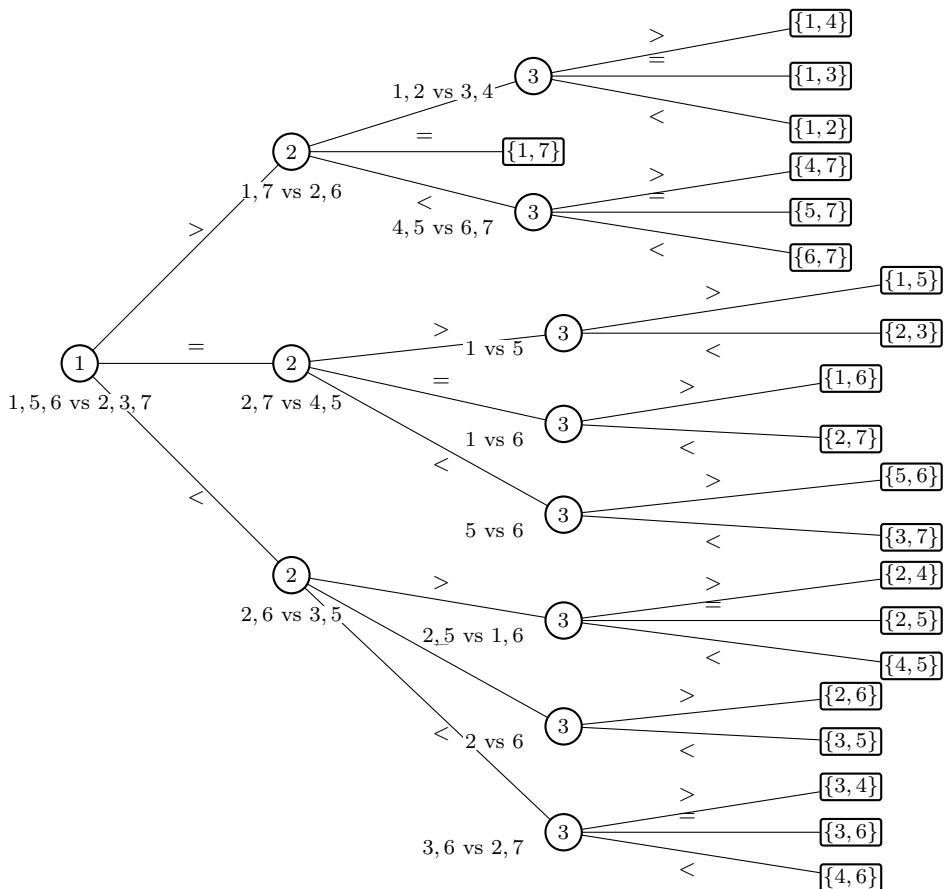 > {1, 4}
3 = {1, 3}
1, 2 vs 3, 4
< {1, 2}
= {1, 7}
2
1, 7 vs 2, 6
> {4, 7}
< 3 = {5, 7}
4, 5 vs 6, 7
< {6, 7}
>
> {1, 5}
> 3 {2, 3}
1 vs 5 <
1 = 2
1, 5, 6 vs 2, 3, 7
2, 7 vs 4, 5
= > {1, 6}
3
1 vs 6 < {2, 7}
< > {5, 6}
3
5 vs 6 < {3, 7}
<
2
2, 6 vs 3, 5
> > {2, 4}
3 = {2, 5}
2, 5 vs 1, 6
= < {4, 5}
> {2, 6}
3
2 vs 6 < {3, 5}
<
> {3, 4}
3 = {3, 6}
3, 6 vs 2, 7
< {4, 6}